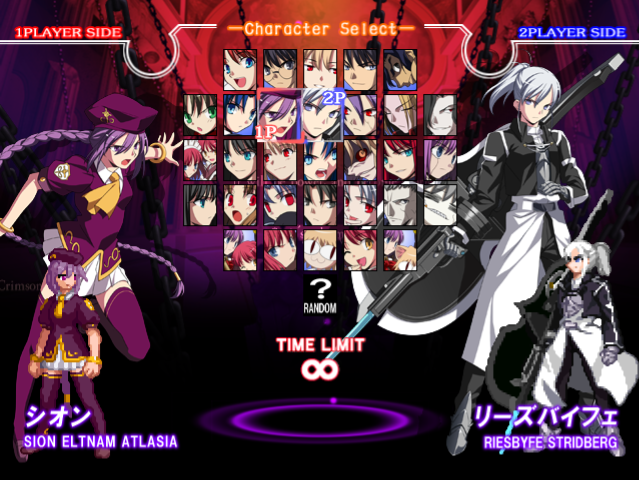 1PLAYER SIDE
—Character Select—
2PLAYER SIDE
1P
2P
Crimson
?
RANDOM
TIME LIMIT
∞
シオン
SION ELTNAM ATLASIA
リーズバイフェ
RIESBYFE STRIDBERG